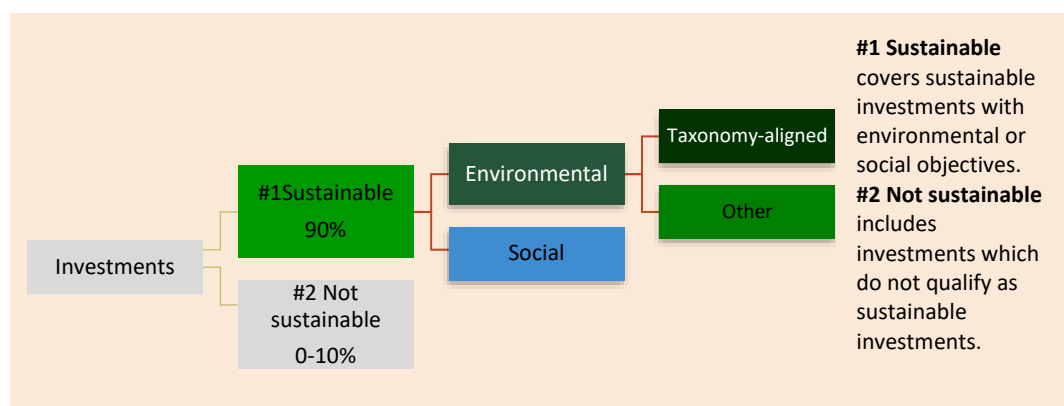 Investments
#1Sustainable
90%
#2 Not
sustainable
0-10%
Environmental
Social
Taxonomy-aligned
Other
#1 Sustainable
covers sustainable
investments with
environmental or
social objectives.
#2 Not sustainable
includes
investments which
do not qualify as
sustainable
investments.